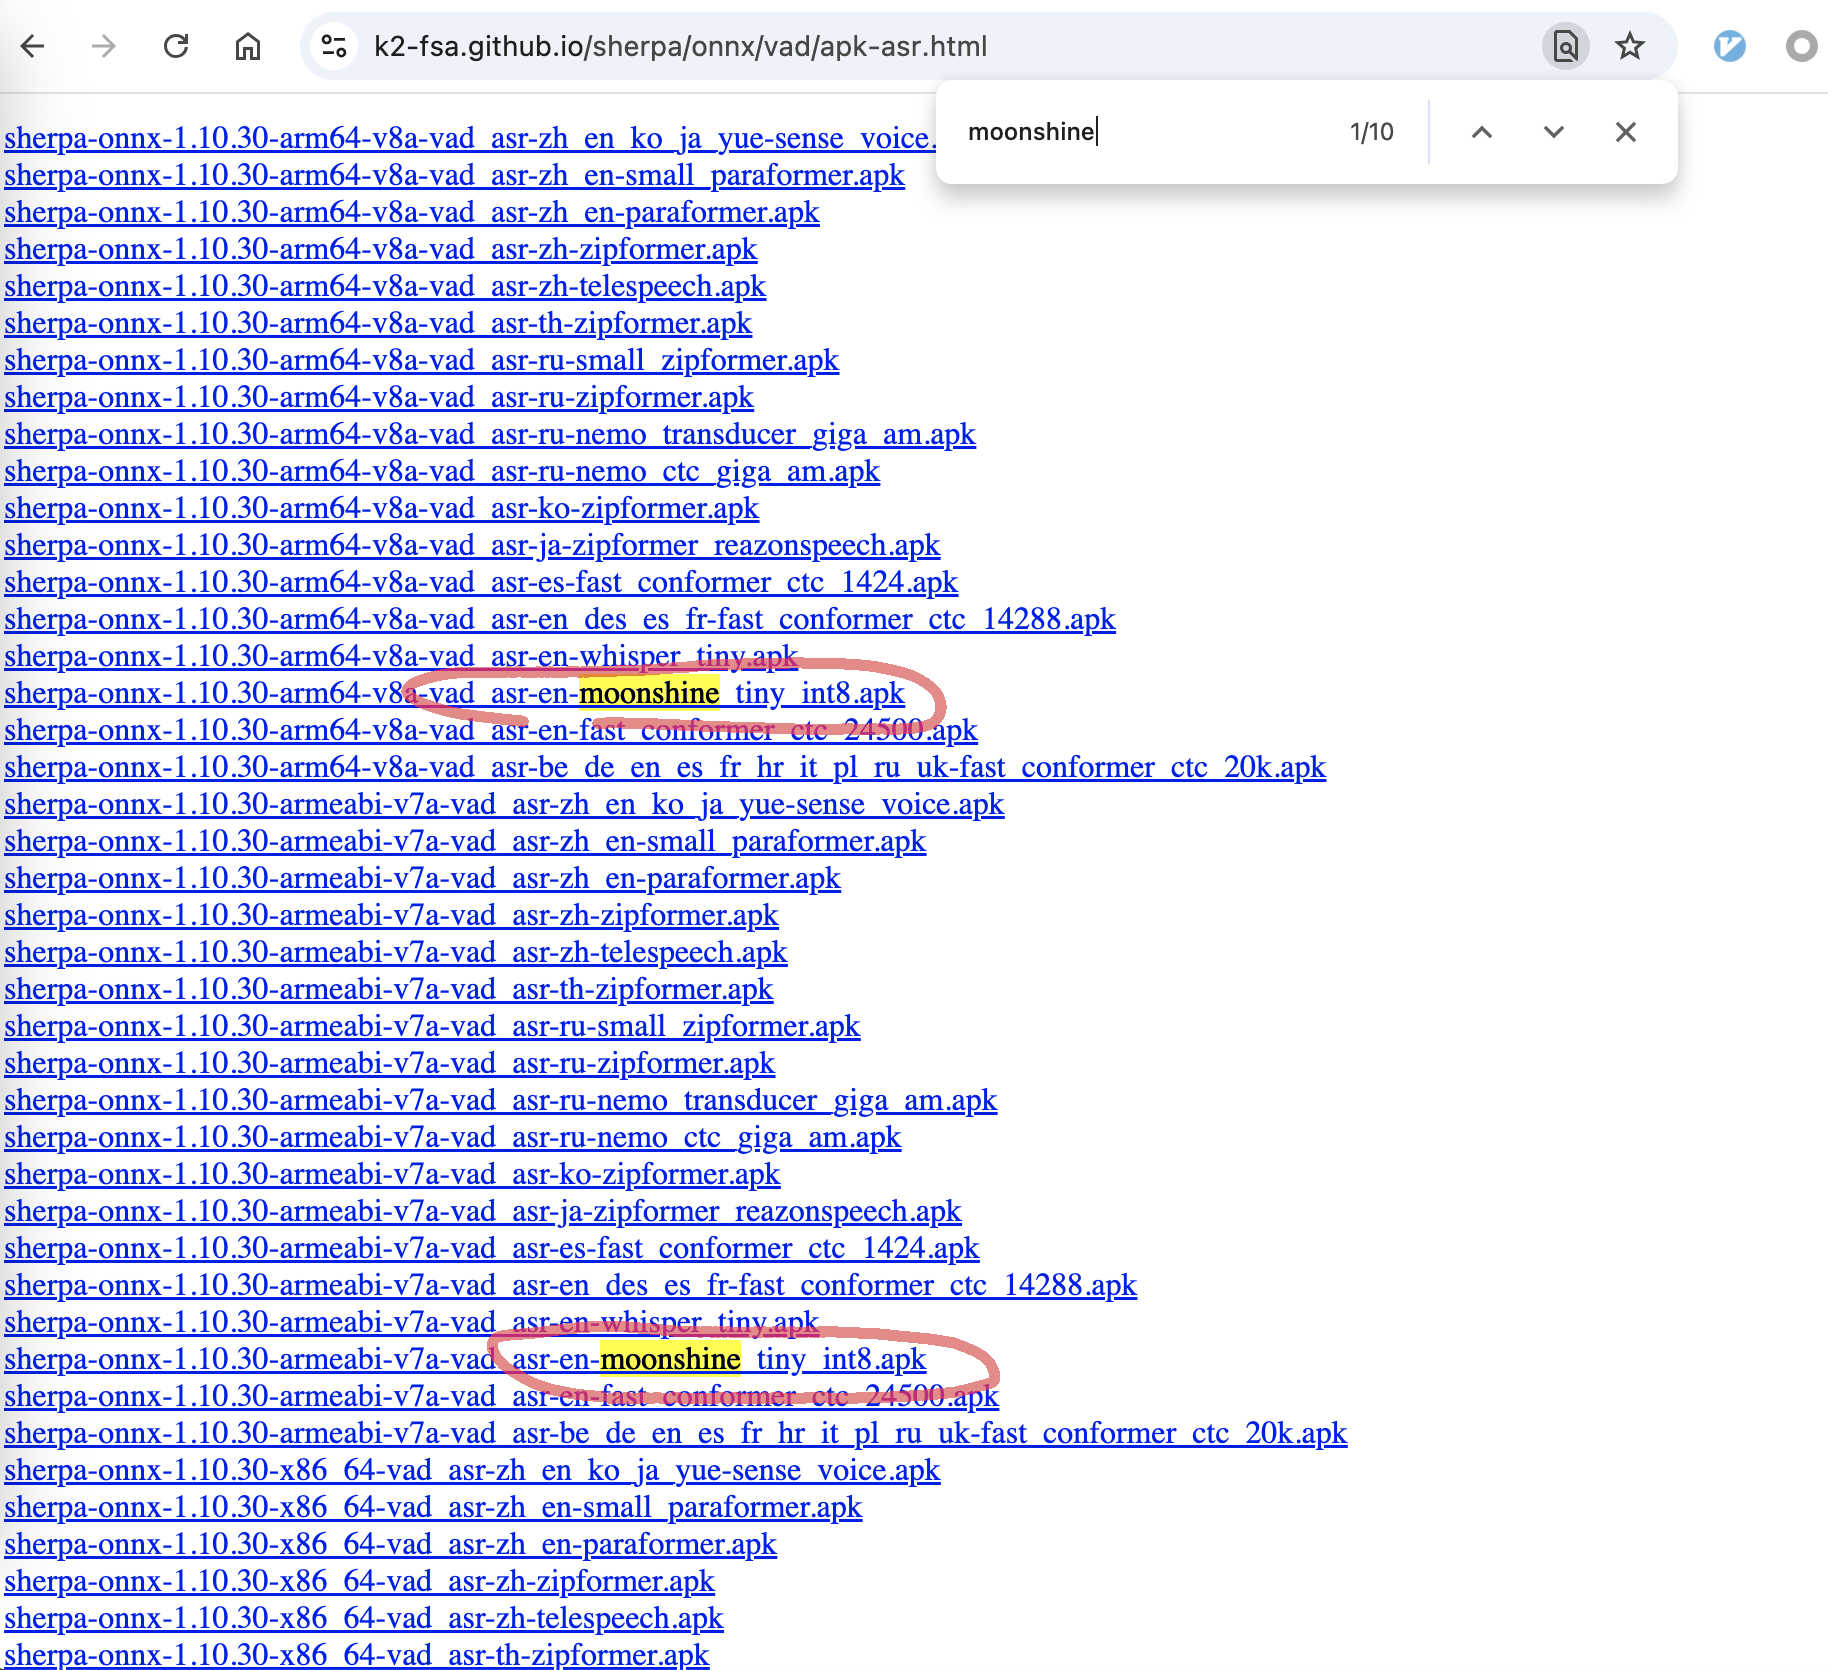 k2-fsa.github.io/sherpa/onnx/vad/apk-asr.html
moonshine 1/10
sherpa-onnx-1.10.30-arm64-v8a-vad_asr-zh_en_ko_ja_yue-sense_voice.
sherpa-onnx-1.10.30-arm64-v8a-vad_asr-zh_en-small_paraformer.apk
sherpa-onnx-1.10.30-arm64-v8a-vad_asr-zh_en-paraformer.apk
sherpa-onnx-1.10.30-arm64-v8a-vad_asr-zh-zipformer.apk
sherpa-onnx-1.10.30-arm64-v8a-vad_asr-zh-telespeech.apk
sherpa-onnx-1.10.30-arm64-v8a-vad_asr-th-zipformer.apk
sherpa-onnx-1.10.30-arm64-v8a-vad_asr-ru-small_zipformer.apk
sherpa-onnx-1.10.30-arm64-v8a-vad_asr-ru-zipformer.apk
sherpa-onnx-1.10.30-arm64-v8a-vad_asr-ru-nemo_transducer_giga_am.apk
sherpa-onnx-1.10.30-arm64-v8a-vad_asr-ru-nemo_ctc_giga_am.apk
sherpa-onnx-1.10.30-arm64-v8a-vad_asr-ko-zipformer.apk
sherpa-onnx-1.10.30-arm64-v8a-vad_asr-ja-zipformer_reazonspeech.apk
sherpa-onnx-1.10.30-arm64-v8a-vad_asr-es-fast_conformer_ctc_1424.apk
sherpa-onnx-1.10.30-arm64-v8a-vad_asr-en_des_es_fr-fast_conformer_ctc_14288.apk
sherpa-onnx-1.10.30-arm64-v8a-vad_asr-en-whisper_tiny.apk
sherpa-onnx-1.10.30-arm64-v8a-vad_asr-en-moonshine_tiny_int8.apk
sherpa-onnx-1.10.30-arm64-v8a-vad_asr-en-fast_conformer_ctc_24500.apk
sherpa-onnx-1.10.30-arm64-v8a-vad_asr-be_de_en_es_fr_hr_it_pl_ru_uk-fast_conformer_ctc_20k.apk
sherpa-onnx-1.10.30-armeabi-v7a-vad_asr-zh_en_ko_ja_yue-sense_voice.apk
sherpa-onnx-1.10.30-armeabi-v7a-vad_asr-zh_en-small_paraformer.apk
sherpa-onnx-1.10.30-armeabi-v7a-vad_asr-zh_en-paraformer.apk
sherpa-onnx-1.10.30-armeabi-v7a-vad_asr-zh-zipformer.apk
sherpa-onnx-1.10.30-armeabi-v7a-vad_asr-zh-telespeech.apk
sherpa-onnx-1.10.30-armeabi-v7a-vad_asr-th-zipformer.apk
sherpa-onnx-1.10.30-armeabi-v7a-vad_asr-ru-small_zipformer.apk
sherpa-onnx-1.10.30-armeabi-v7a-vad_asr-ru-zipformer.apk
sherpa-onnx-1.10.30-armeabi-v7a-vad_asr-ru-nemo_transducer_giga_am.apk
sherpa-onnx-1.10.30-armeabi-v7a-vad_asr-ru-nemo_ctc_giga_am.apk
sherpa-onnx-1.10.30-armeabi-v7a-vad_asr-ko-zipformer.apk
sherpa-onnx-1.10.30-armeabi-v7a-vad_asr-ja-zipformer_reazonspeech.apk
sherpa-onnx-1.10.30-armeabi-v7a-vad_asr-es-fast_conformer_ctc_1424.apk
sherpa-onnx-1.10.30-armeabi-v7a-vad_asr-en_des_es_fr-fast_conformer_ctc_14288.apk
sherpa-onnx-1.10.30-armeabi-v7a-vad_asr-en-whisper_tiny.apk
sherpa-onnx-1.10.30-armeabi-v7a-vad_asr-en-moonshine_tiny_int8.apk
sherpa-onnx-1.10.30-armeabi-v7a-vad_asr-en-fast_conformer_ctc_24500.apk
sherpa-onnx-1.10.30-armeabi-v7a-vad_asr-be_de_en_es_fr_hr_it_pl_ru_uk-fast_conformer_ctc_20k.apk
sherpa-onnx-1.10.30-x86_64-vad_asr-zh_en_ko_ja_yue-sense_voice.apk
sherpa-onnx-1.10.30-x86_64-vad_asr-zh_en-small_paraformer.apk
sherpa-onnx-1.10.30-x86_64-vad_asr-zh_en-paraformer.apk
sherpa-onnx-1.10.30-x86_64-vad_asr-zh-zipformer.apk
sherpa-onnx-1.10.30-x86_64-vad_asr-zh-telespeech.apk
sherpa-onnx-1.10.30-x86_64-vad_asr-th-zipformer.apk